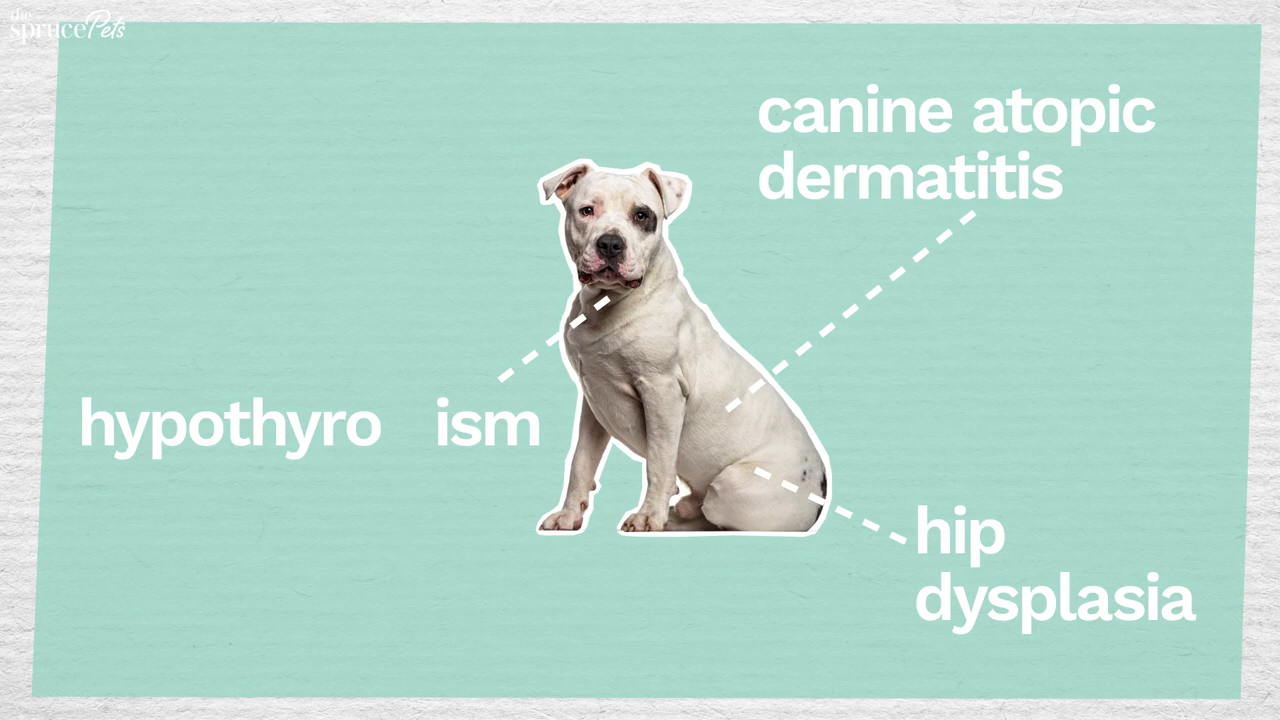 the
sprucePets
canine atopic
dermatitis
hypothyro ism
hip
dysplasia